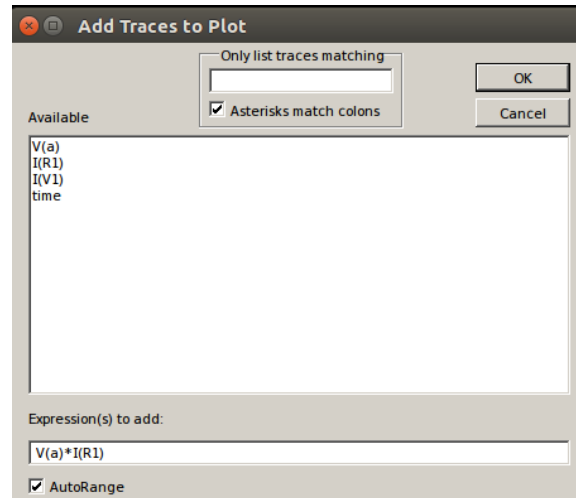 Add Traces to Plot
Only list traces matching
Asterisks match colons
OK
Cancel
Available
V(a)
I(R1)
I(V1)
time
Expression(s) to add:
V(a)*I(R1)
AutoRange